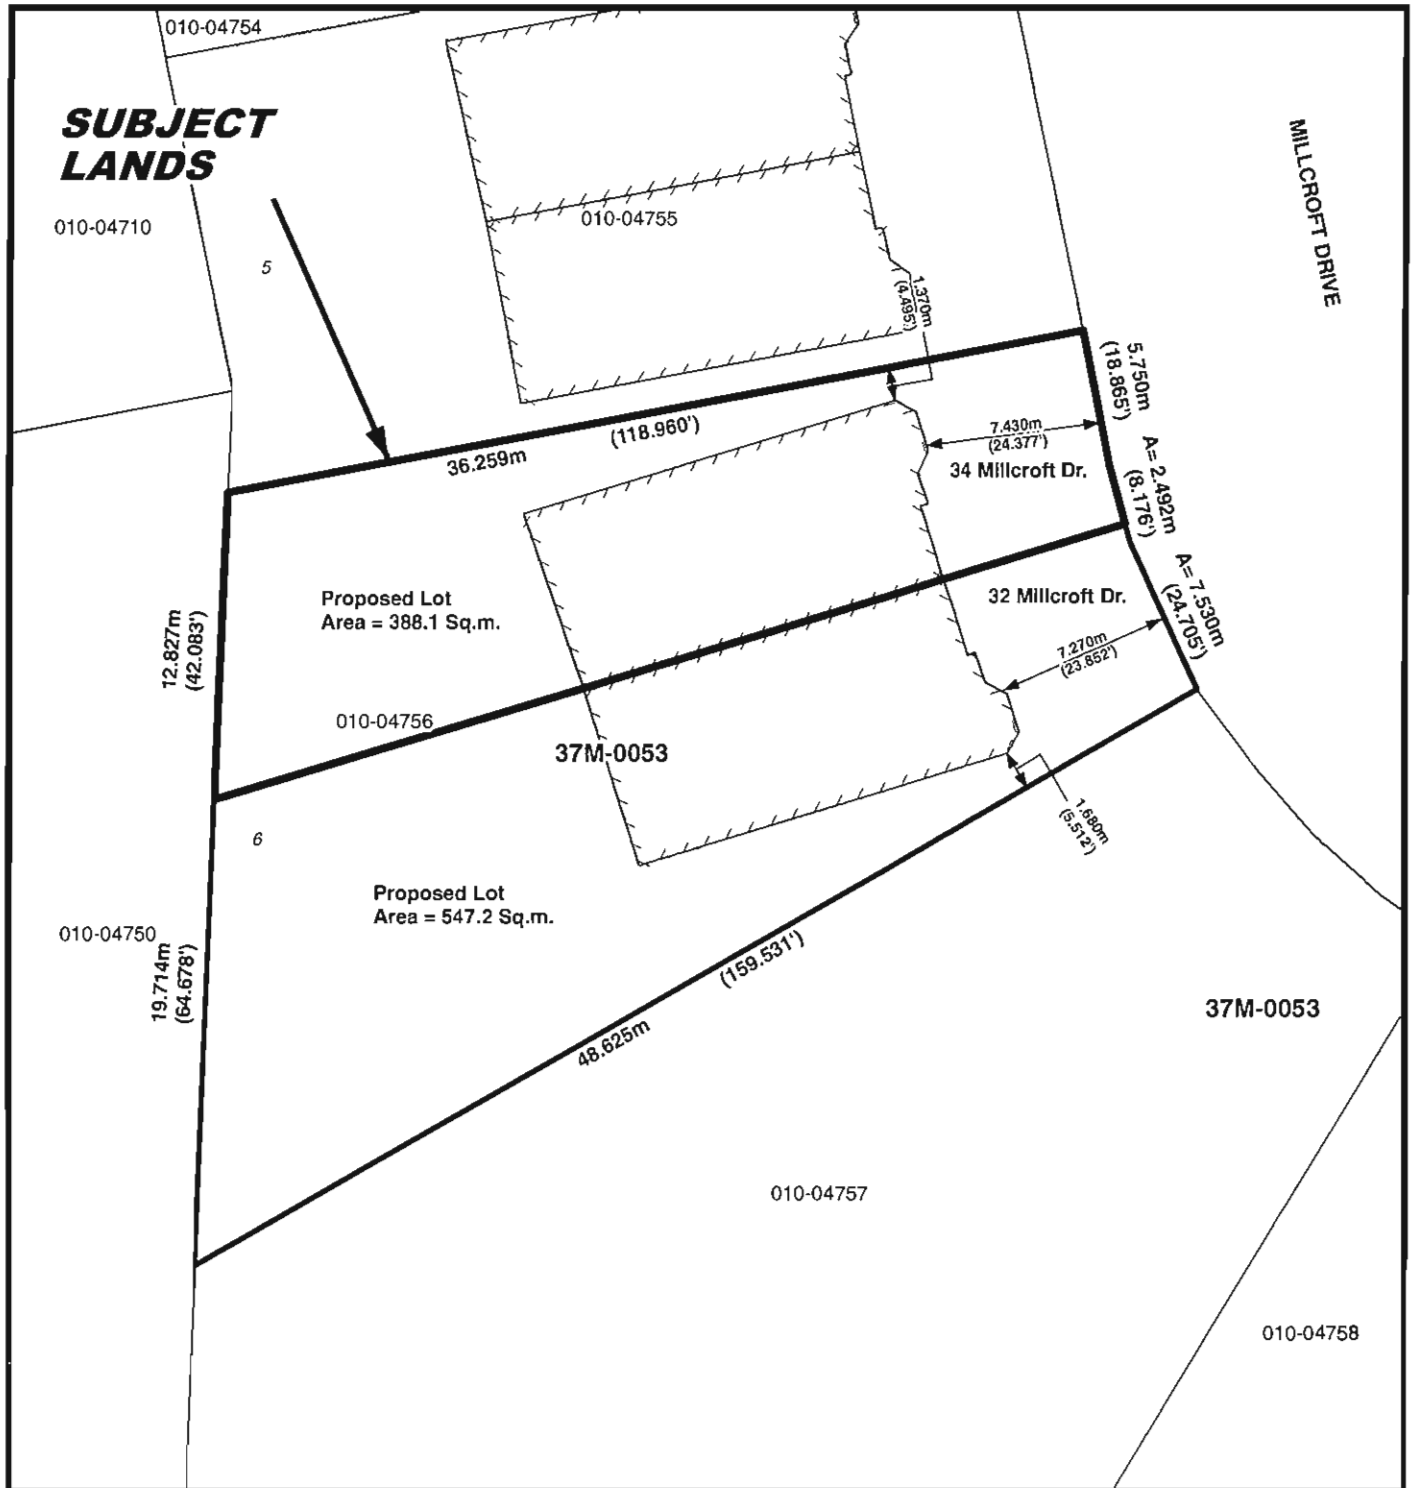 010-04754
SUBJECT
LANDS
MILLCROFT DRIVE
010-04710
010-04755
5
1.370m
(4.495')
5.750m
(18.865')
(118.960')
36.259m
7.430m
(24.377')
34 Millcroft Dr.
A= 2.492m
(8.176')
A= 7.530m
(24.705')
Proposed Lot
Area = 388.1 Sq.m.
32 Millcroft Dr.
12.827m
(42.083')
7.270m
(23.852')
010-04756
37M-0053
1.680m
(5.512')
6
Proposed Lot
Area = 547.2 Sq.m.
010-04750
19.714m
(64.678')
(159.531')
48.625m
37M-0053
010-04757
010-04758